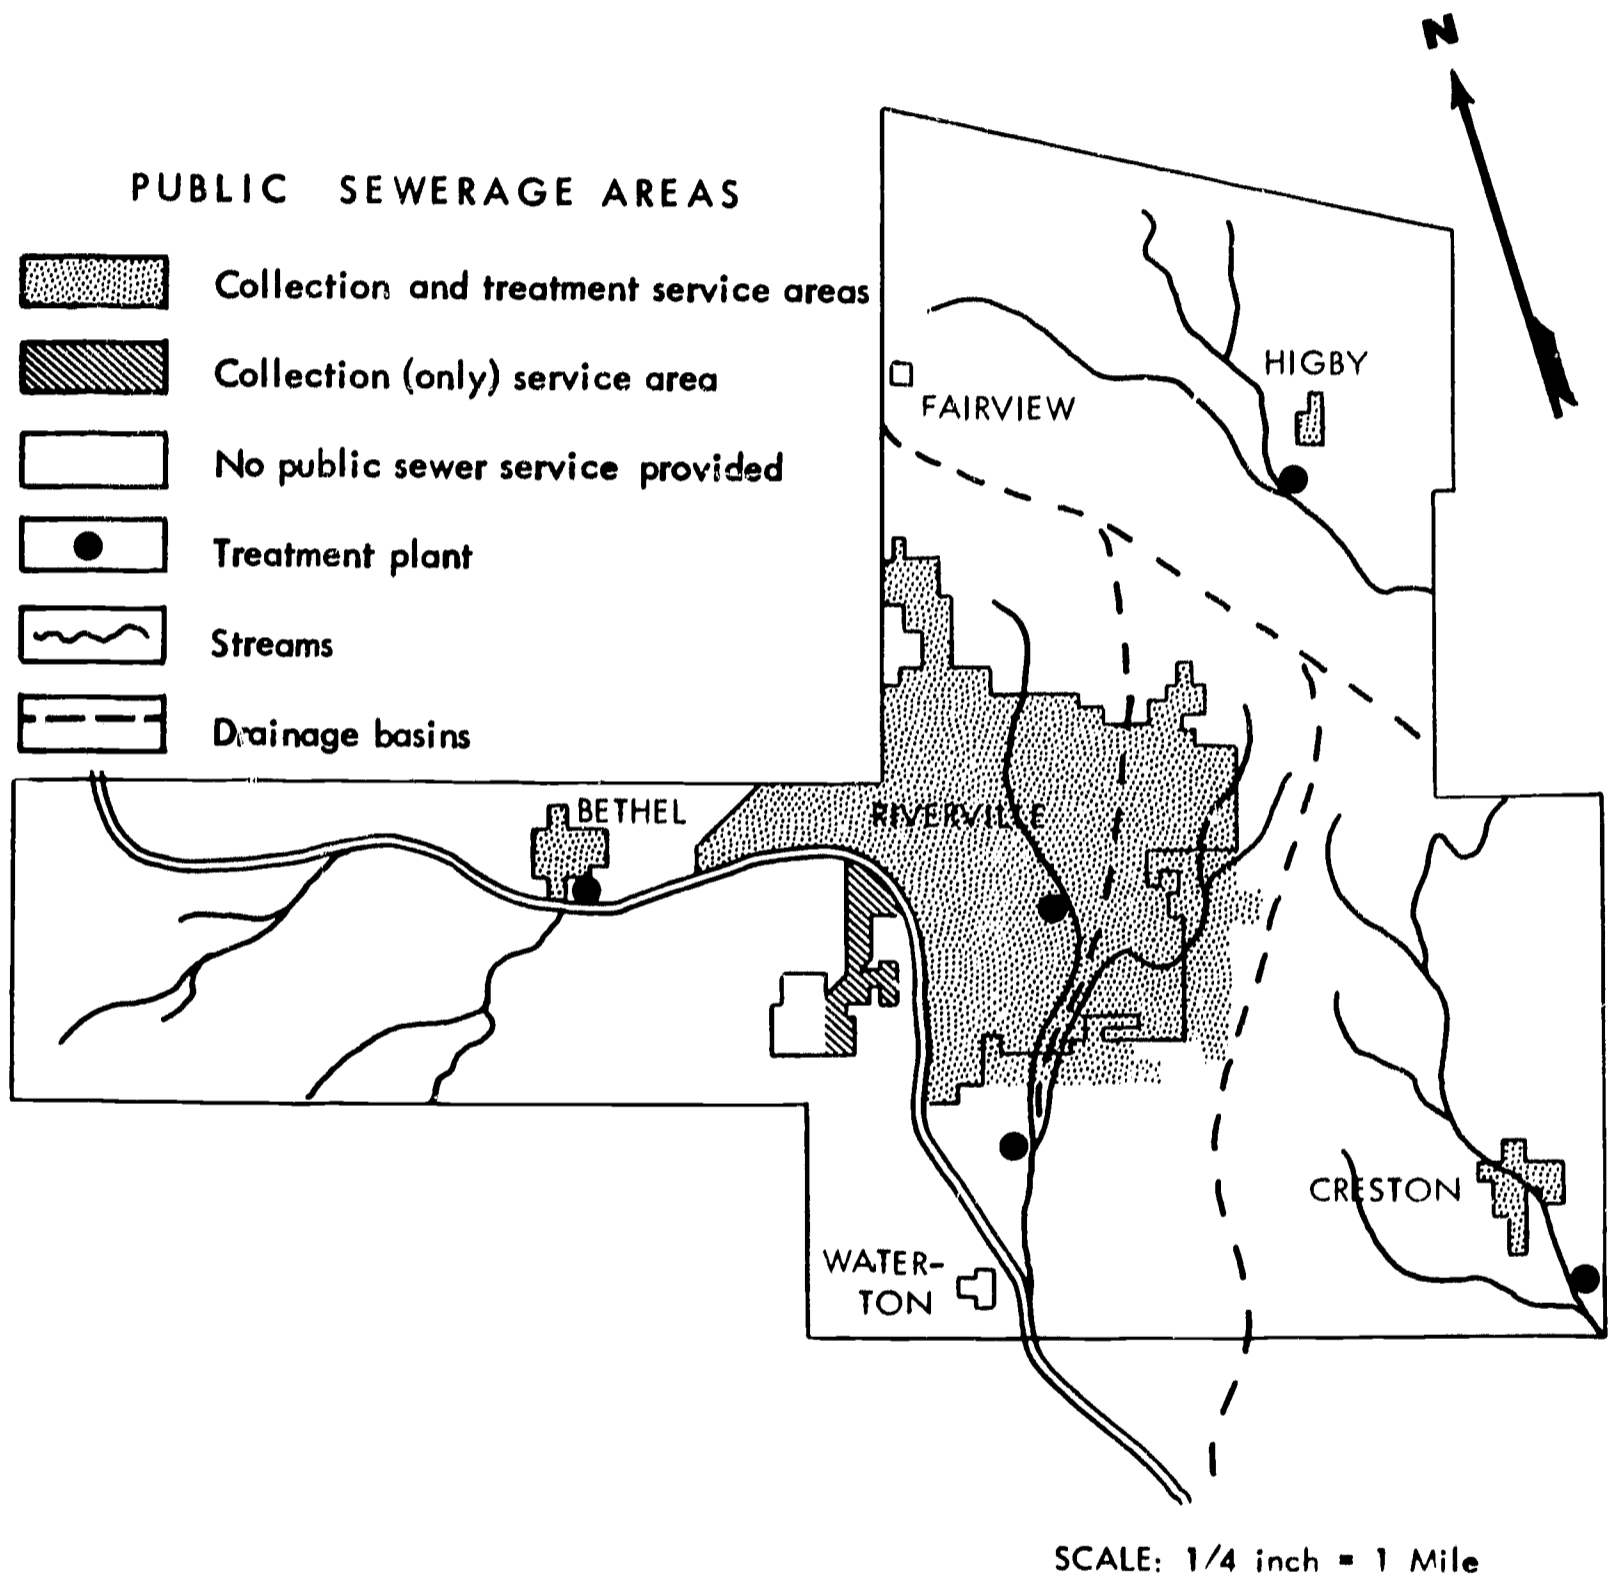 N
PUBLIC SEWERAGE AREAS
Collection and treatment service areas
Collection (only) service area
No public sewer service provided
Treatment plant
Streams
Drainage basins
HIGBY
FAIRVIEW
BETHEL
RIVERVILLE
CRESTON
WATER-
TON
SCALE: 1/4 inch = 1 Mile